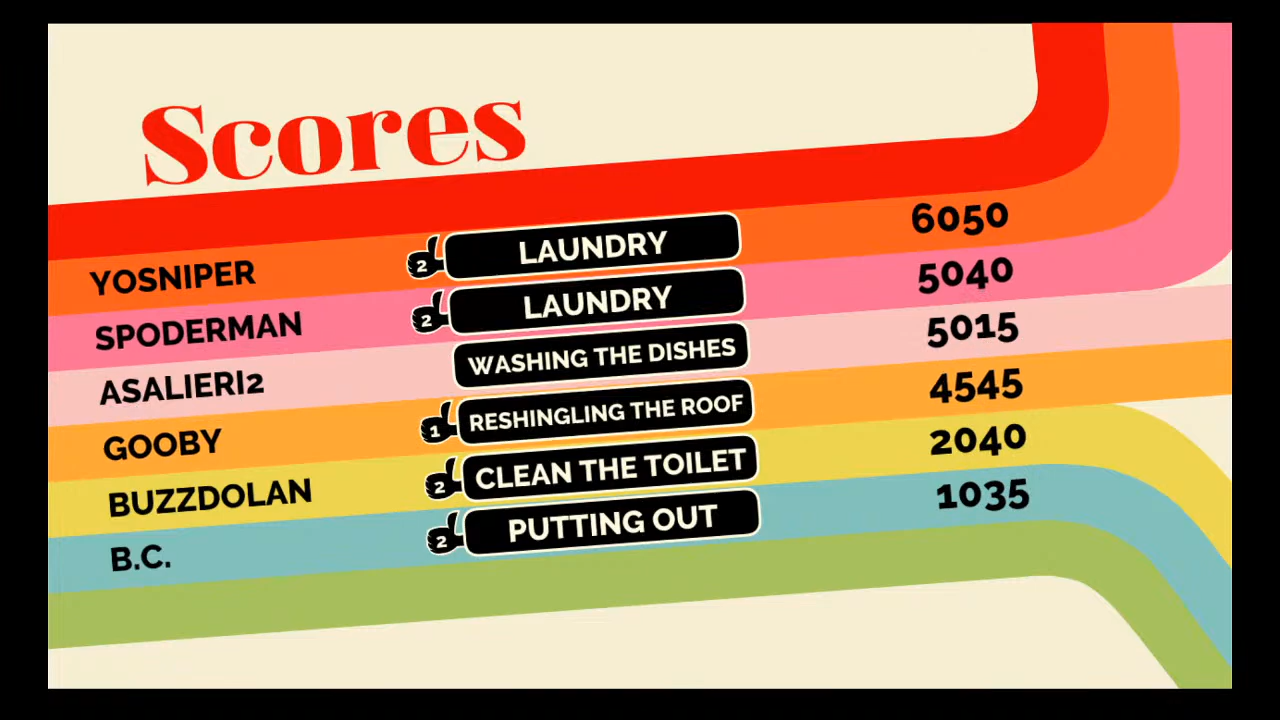 Scores
YOSNIPER 2 LAUNDRY 6050
SPODERMAN 2 LAUNDRY 5040
ASALIERI2 WASHING THE DISHES 5015
GOOBY 1 RESHINGLING THE ROOF 4545
BUZZDOLAN 2 CLEAN THE TOILET 2040
B.C. 2 PUTTING OUT 1035